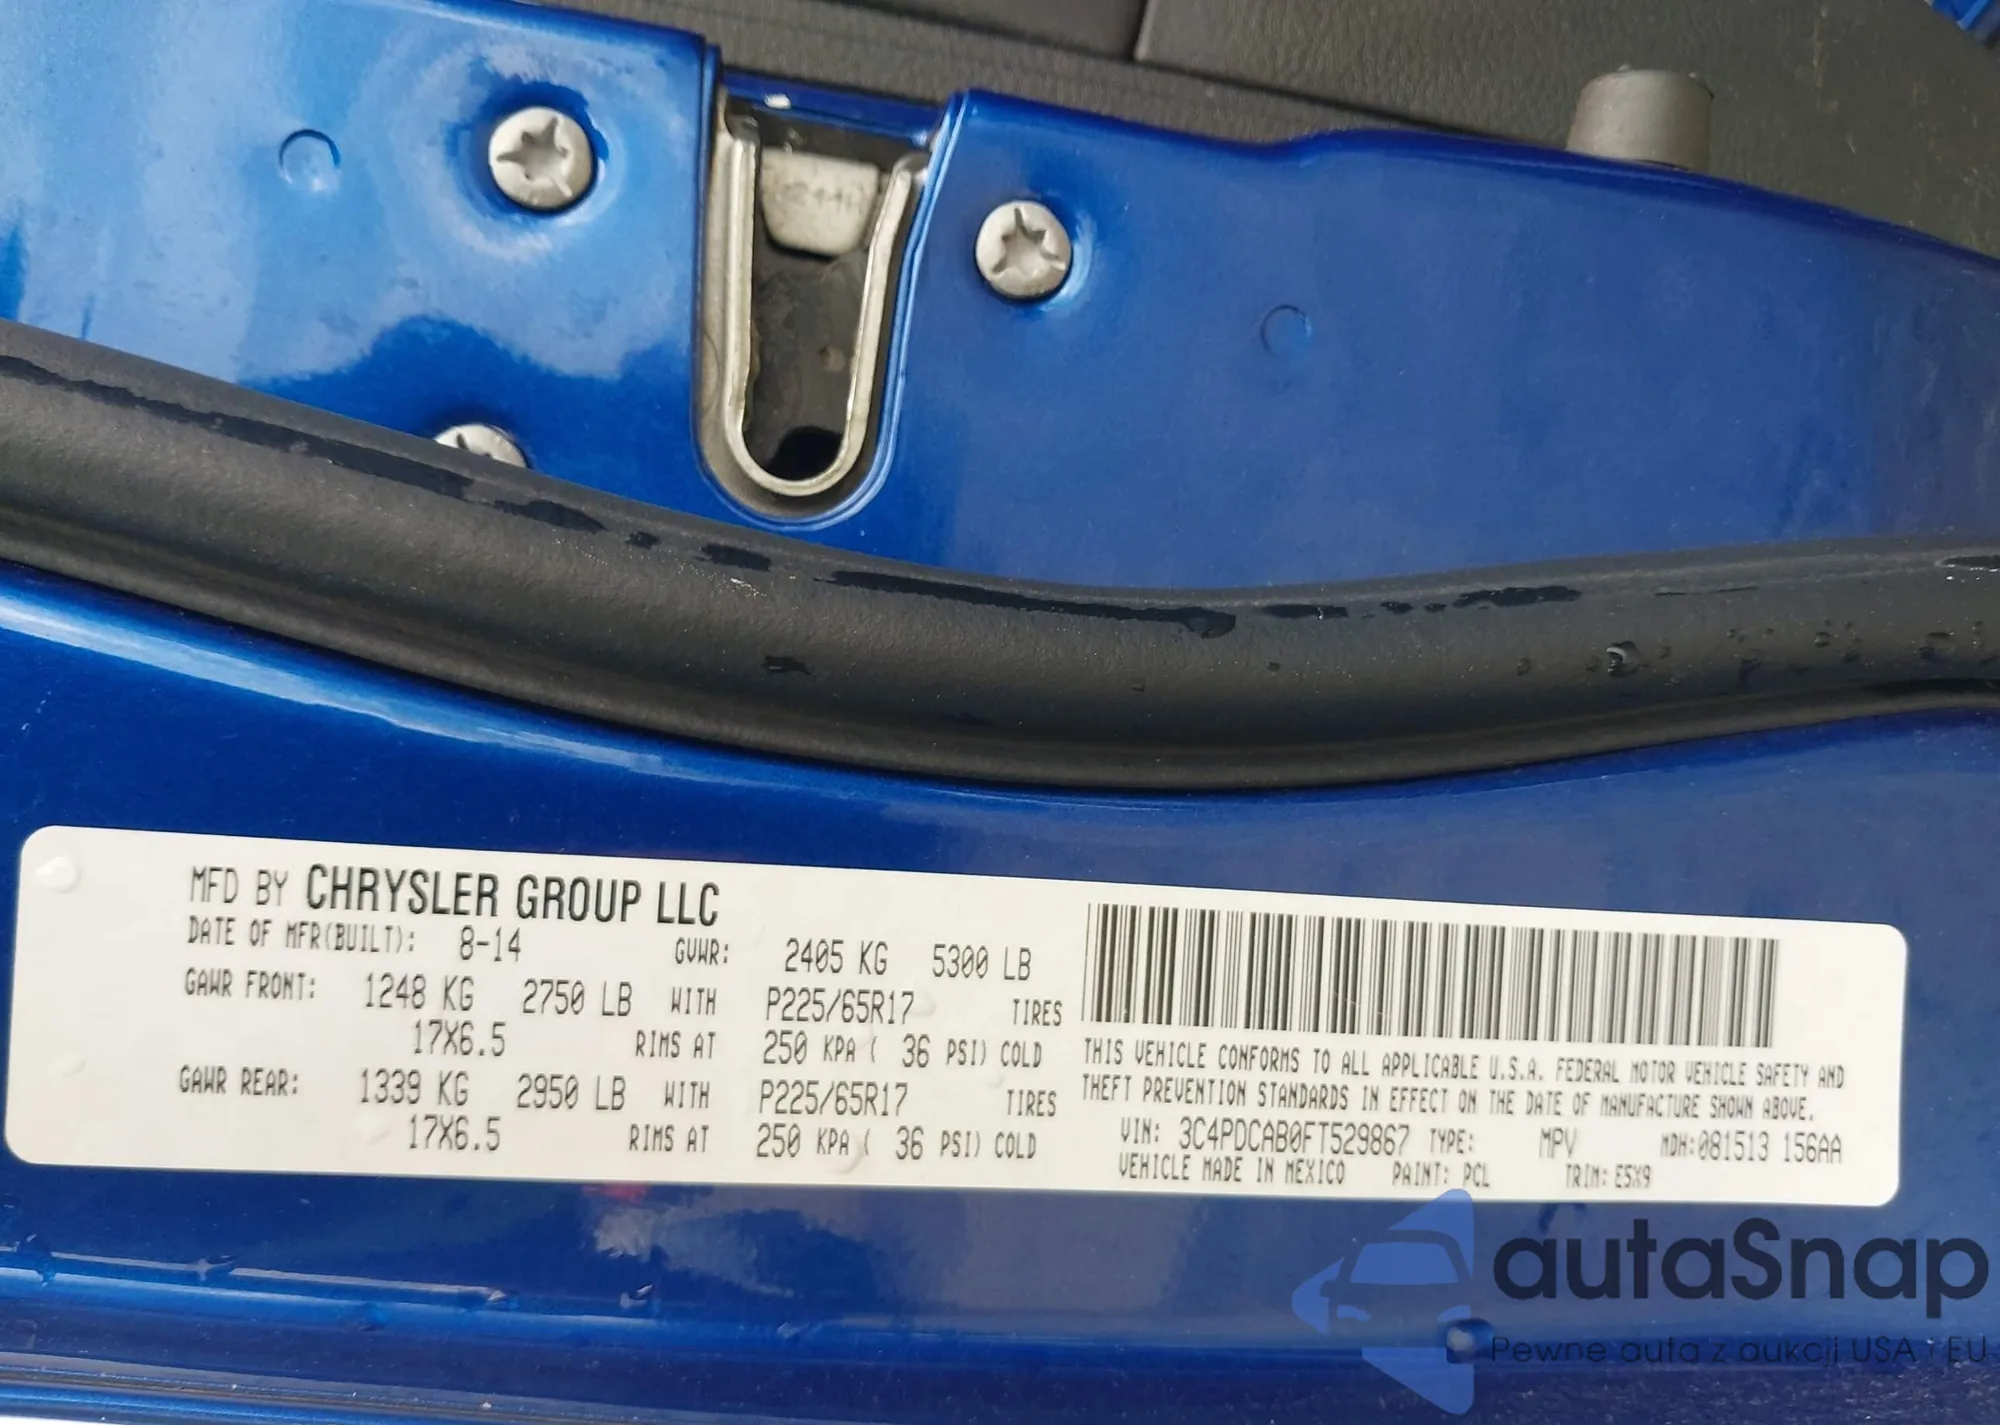 MFD BY CHRYSLER GROUP LLC
DATE OF MFR(BUILT): 8-14 GVWR: 2405 KG 5300 LB
GAWR FRONT: 1248 KG 2750 LB WITH P225/65R17 TIRES
17X6.5 RIMS AT 250 KPA ( 36 PSI) COLD
GAWR REAR: 1339 KG 2950 LB WITH P225/65R17 TIRES
17X6.5 RIMS AT 250 KPA ( 36 PSI) COLD
THIS VEHICLE CONFORMS TO ALL APPLICABLE U.S.A. FEDERAL MOTOR VEHICLE SAFETY AND
THEFT PREVENTION STANDARDS IN EFFECT ON THE DATE OF MANUFACTURE SHOWN ABOVE.
VIN: 3C4PDCAB0FT529867 TYPE: MPV MDH:081513 156AA
VEHICLE MADE IN MEXICO PAINT: PCL TRIM: E5X9
autaSnap
Pewne auta z aukcji USA i EU